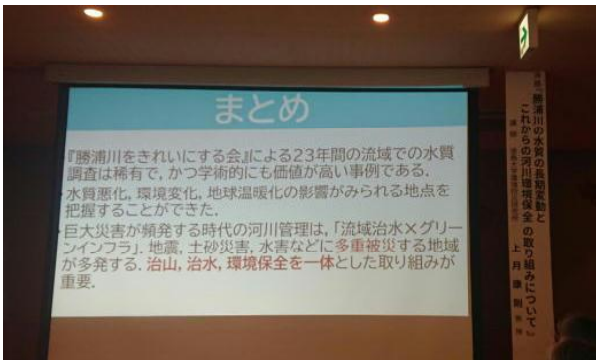 まとめ
『勝浦川をきれいにする会』による23年間の流域での水質
調査は稀有で，かつ学術的にも価値が高い事例である．
水質悪化，環境変化，地球温暖化の影響がみられる地点を
把握することができた．
巨大災害が頻発する時代の河川管理は，「流域治水×グリー
ンインフラ」．地震，土砂災害，水害などに多重被災する地域
が多発する．治山，治水，環境保全を一体とした取り組みが
重要．
『勝浦川の水質の長期変動と
これからの河川環境保全の取り組みについて』
講師
上月康則